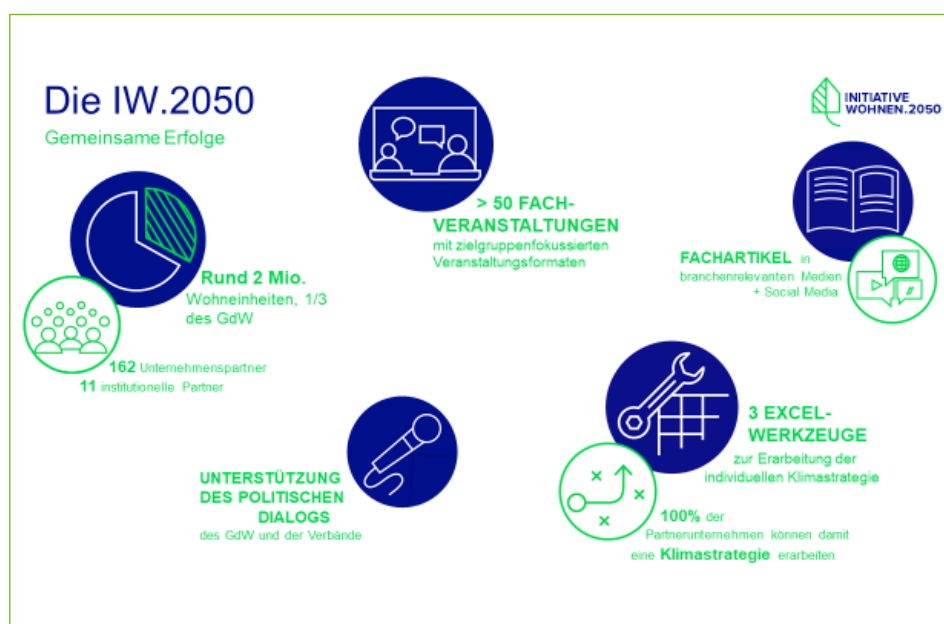 Die IW.2050
Gemeinsame Erfolge
INITIATIVE
WOHNEN.2050
> 50 FACH-
VERANSTALTUNGEN
mit zielgruppenfokussierten
Veranstaltungsformaten
FACHARTIKEL in
branchenrelevanten Medien
+ Social Media
Rund 2 Mio.
Wohneinheiten, 1/3
des GdW
162 Unternehmenspartner
11 institutionelle Partner
3 EXCEL-
WERKZEUGE
zur Erarbeitung der
individuellen Klimastrategie
100% der
Partnerunternehmen können damit
eine Klimastrategie erarbeiten
UNTERSTÜTZUNG
DES POLITISCHEN
DIALOGS
des GdW und der Verbände